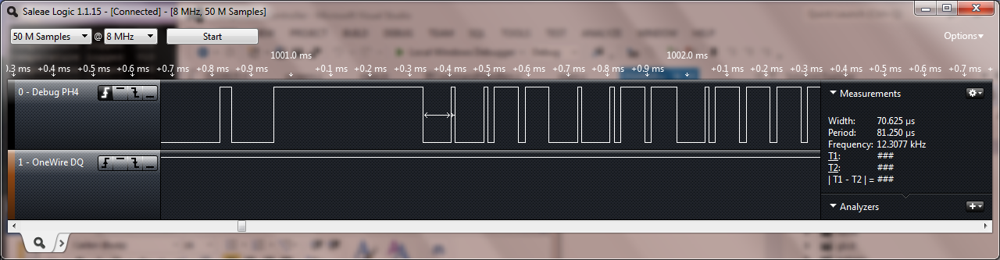 Saleae Logic 1.1.15 - [Connected] - [8 MHz, 50 M Samples]
50 M Samples @ 8 MHz Start Options
1001.0 ms 1002.0 ms
0.3 ms +0.4 ms +0.5 ms +0.6 ms +0.7 ms +0.8 ms +0.9 ms +0.1 ms +0.2 ms +0.3 ms +0.4 ms +0.5 ms +0.6 ms +0.7 ms +0.8 ms +0.9 ms +0.1 ms +0.2 ms +0.3 ms +0.4 ms +0.5 ms +0.6 ms +0.7 ms
0 - Debug PH4
Measurements
Width: 70.625 µs
Period: 81.250 µs
Frequency: 12.3077 kHz
T1: ###
T2: ###
| T1 - T2 | = ###
1 - OneWire DQ
Analyzers